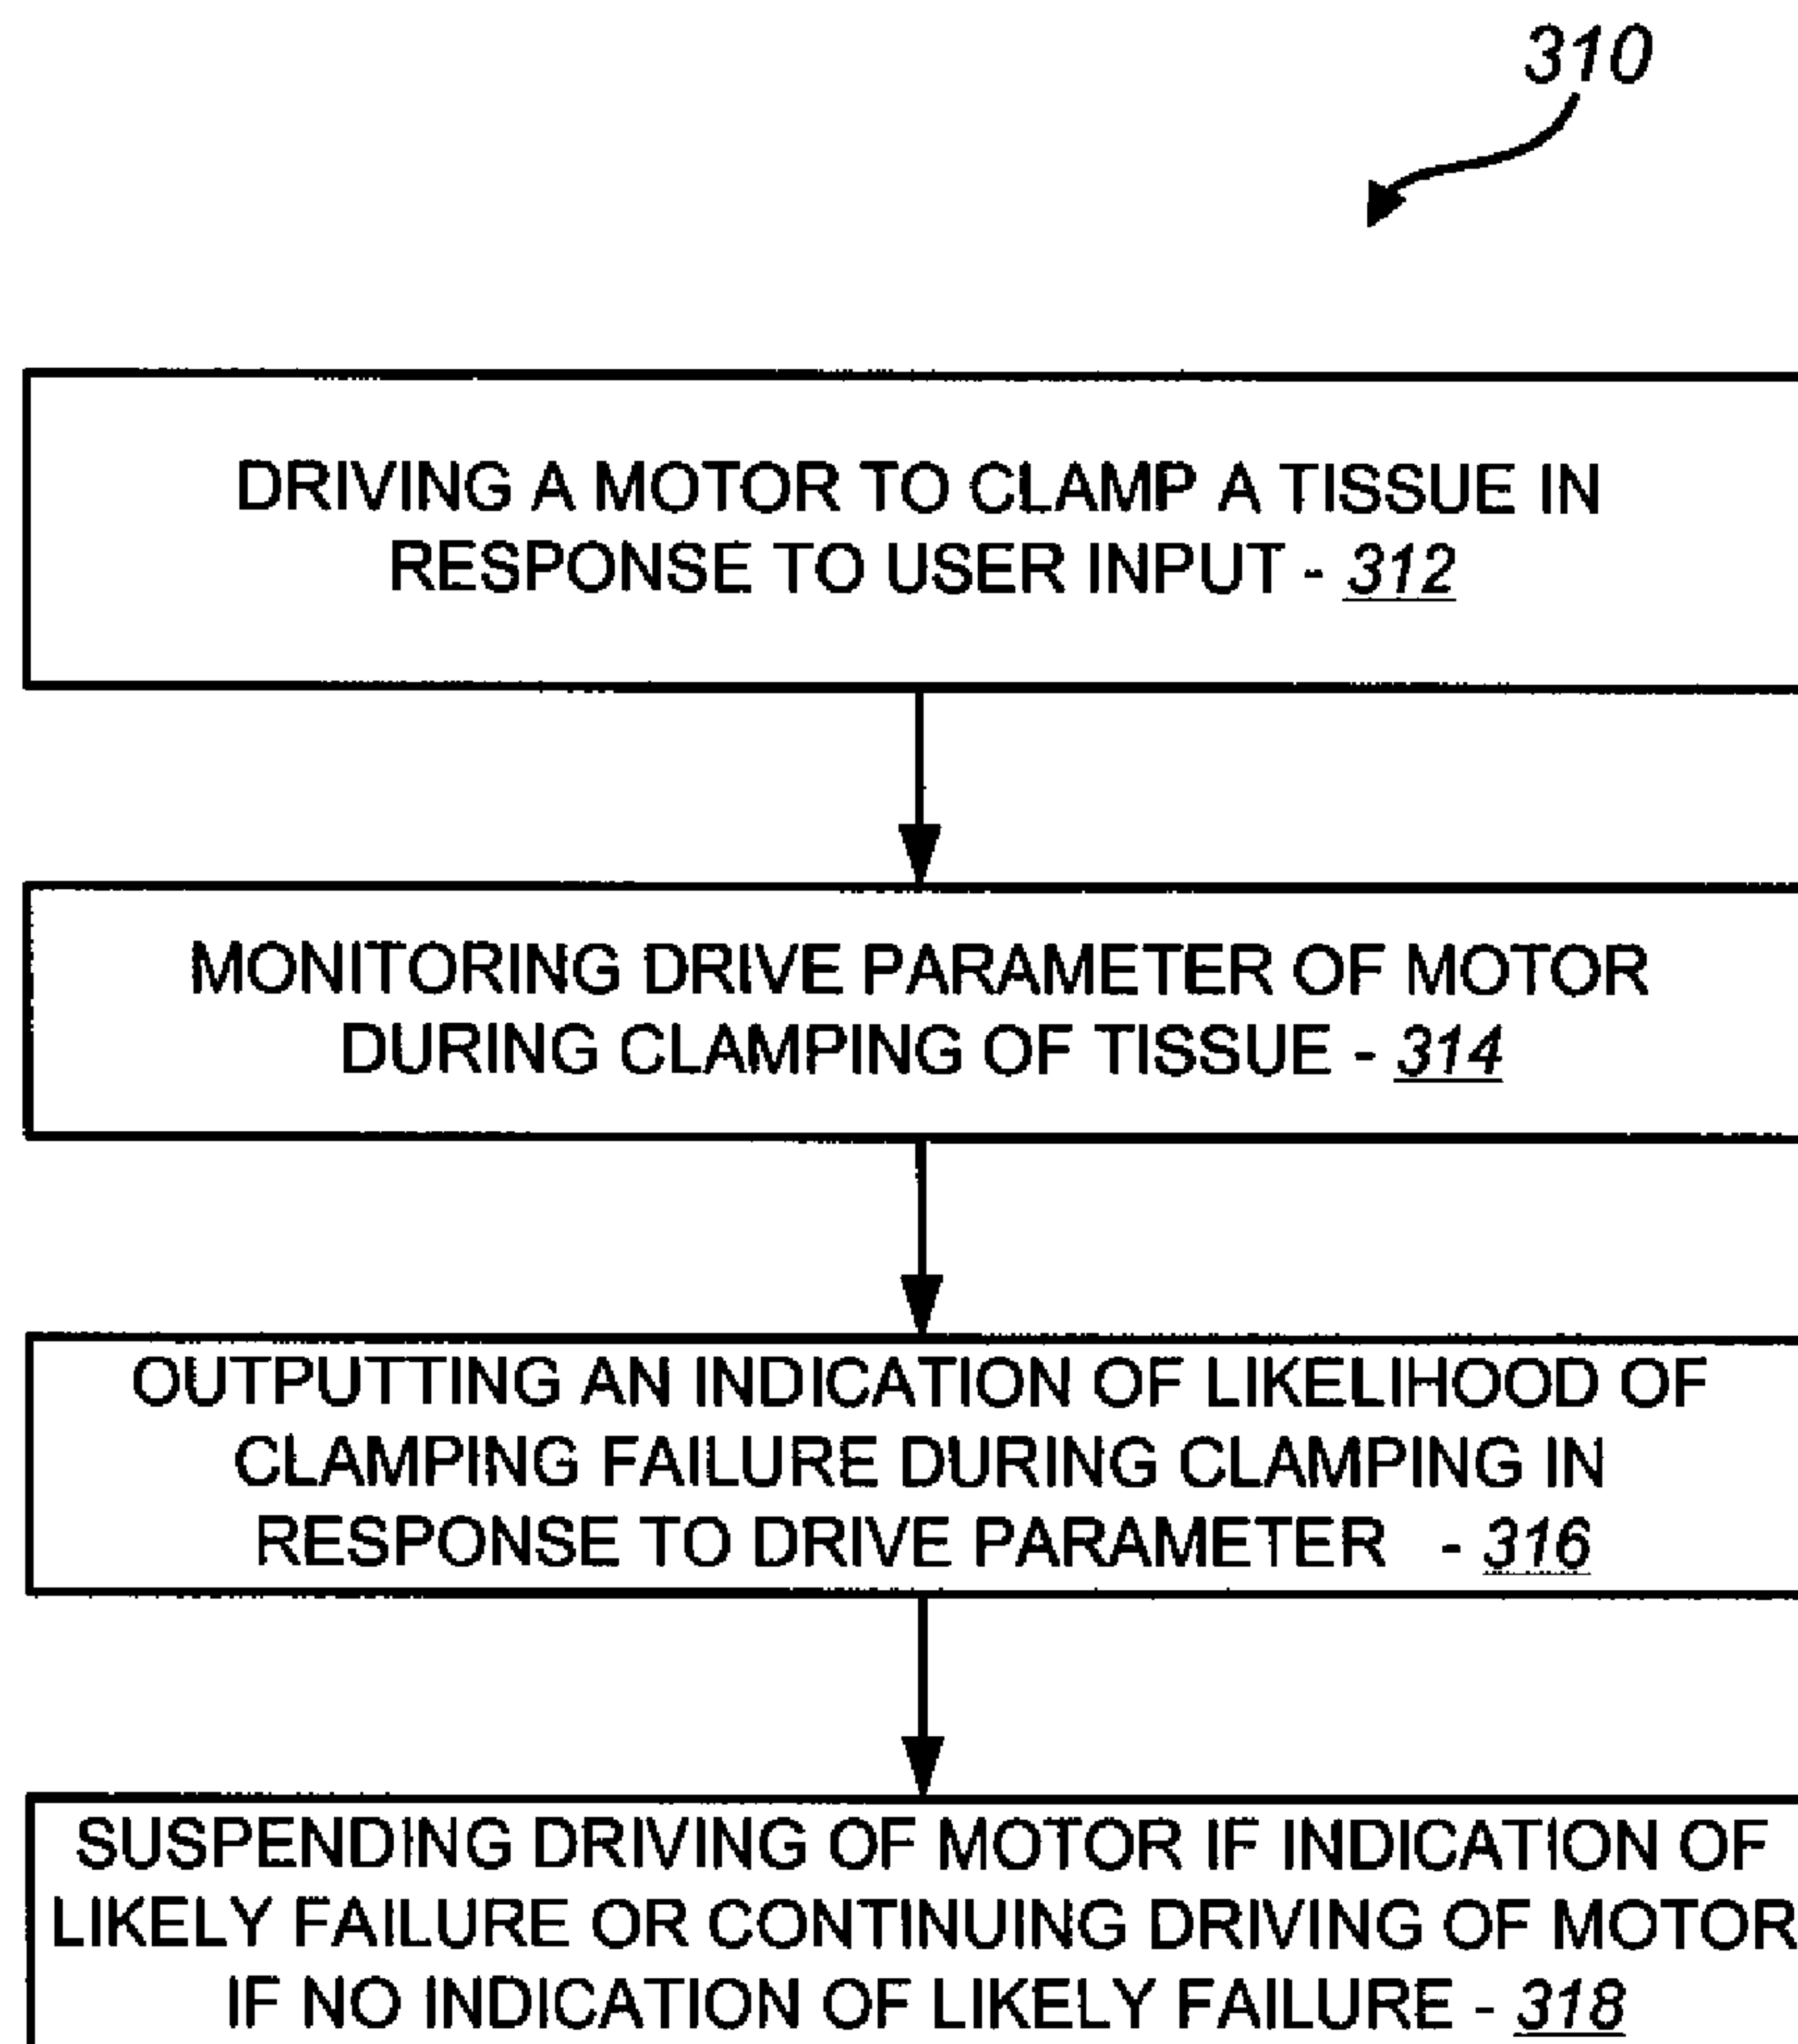 310
DRIVING A MOTOR TO CLAMP A TISSUE IN
RESPONSE TO USER INPUT - 312
MONITORING DRIVE PARAMETER OF MOTOR
DURING CLAMPING OF TISSUE - 314
OUTPUTTING AN INDICATION OF LIKELIHOOD OF
CLAMPING FAILURE DURING CLAMPING IN
RESPONSE TO DRIVE PARAMETER - 316
SUSPENDING DRIVING OF MOTOR IF INDICATION OF
LIKELY FAILURE OR CONTINUING DRIVING OF MOTOR
IF NO INDICATION OF LIKELY FAILURE - 318